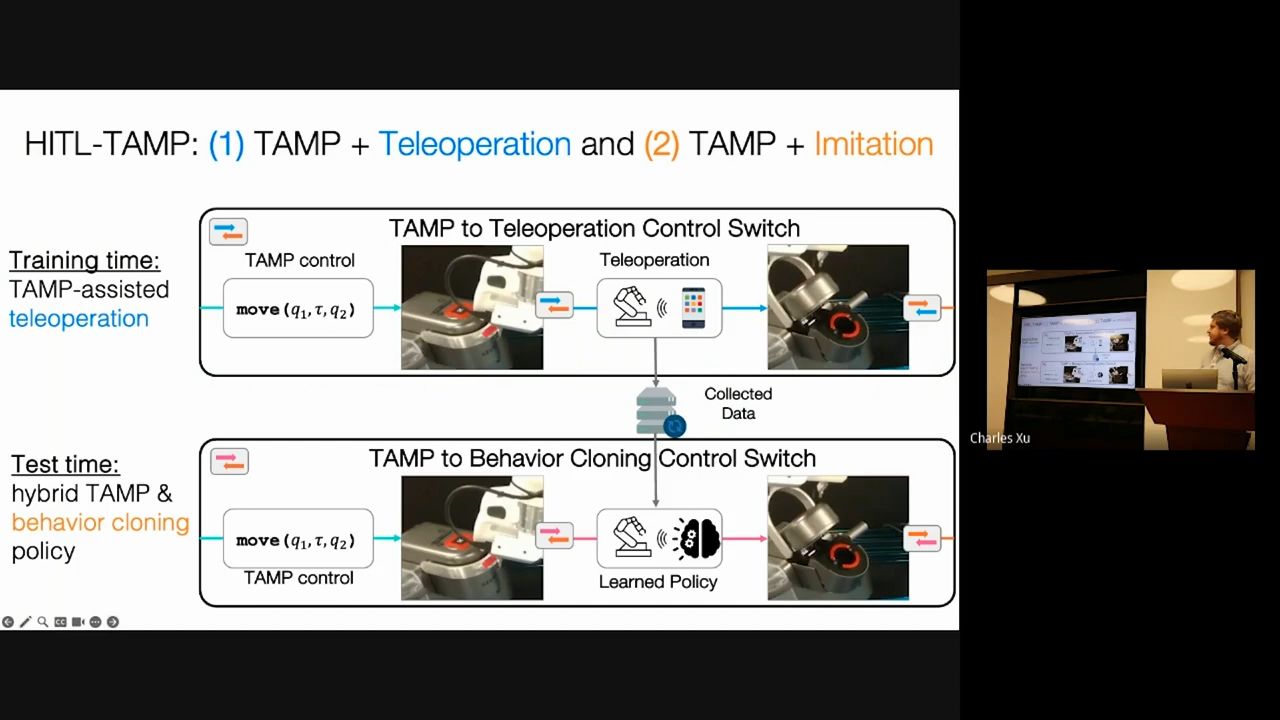 HITL-TAMP: (1) TAMP + Teleoperation and (2) TAMP + Imitation
TAMP to Teleoperation Control Switch
Training time:
TAMP-assisted
teleoperation
TAMP control
move(q₁,τ,q₂)
Teleoperation
Collected
Data
TAMP to Behavior Cloning Control Switch
Test time:
hybrid TAMP &
behavior cloning
policy
move(q₁,τ,q₂)
TAMP control
Learned Policy
CC
Charles Xu